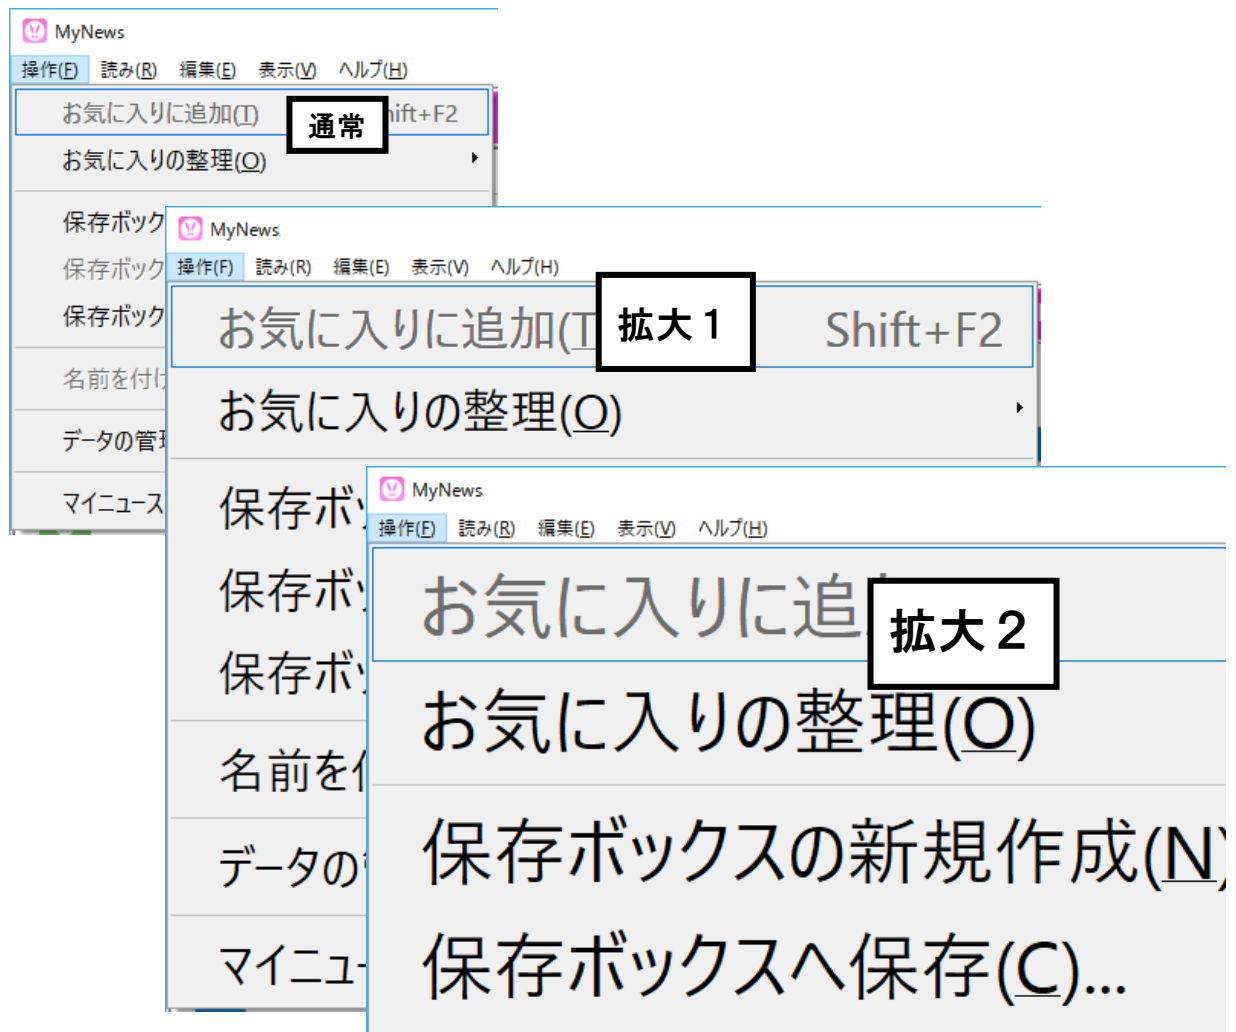 MyNews
操作(F) 読み(R) 編集(E) 表示(V) ヘルプ(H)
お気に入りに追加(T) 通常 hift+F2
お気に入りの整理(O)
保存ボック
保存ボック
保存ボック
名前を付け
データの管理
マイニュース
MyNews
操作(F) 読み(R) 編集(E) 表示(V) ヘルプ(H)
お気に入りに追加(T 拡大1 Shift+F2
お気に入りの整理(O)
保存ボッ
保存ボッ
保存ボッ
名前を付
データの
マイニュー
MyNews
操作(F) 読み(R) 編集(E) 表示(V) ヘルプ(H)
お気に入りに追 拡大2
お気に入りの整理(O)
保存ボックスの新規作成(N)
保存ボックスへ保存(C)...